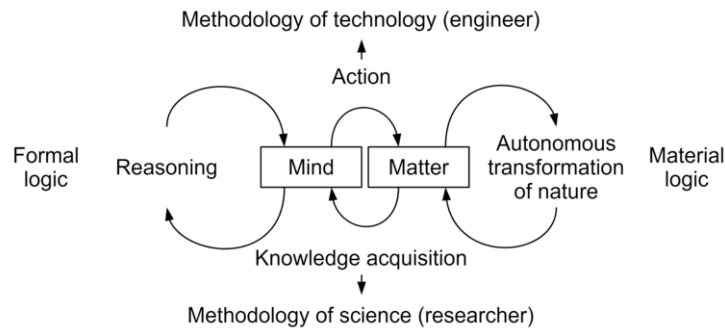 Methodology of technology (engineer)
Action
Formal
logic
Reasoning
Mind
Matter
Autonomous
transformation
of nature
Material
logic
Knowledge acquisition
Methodology of science (researcher)